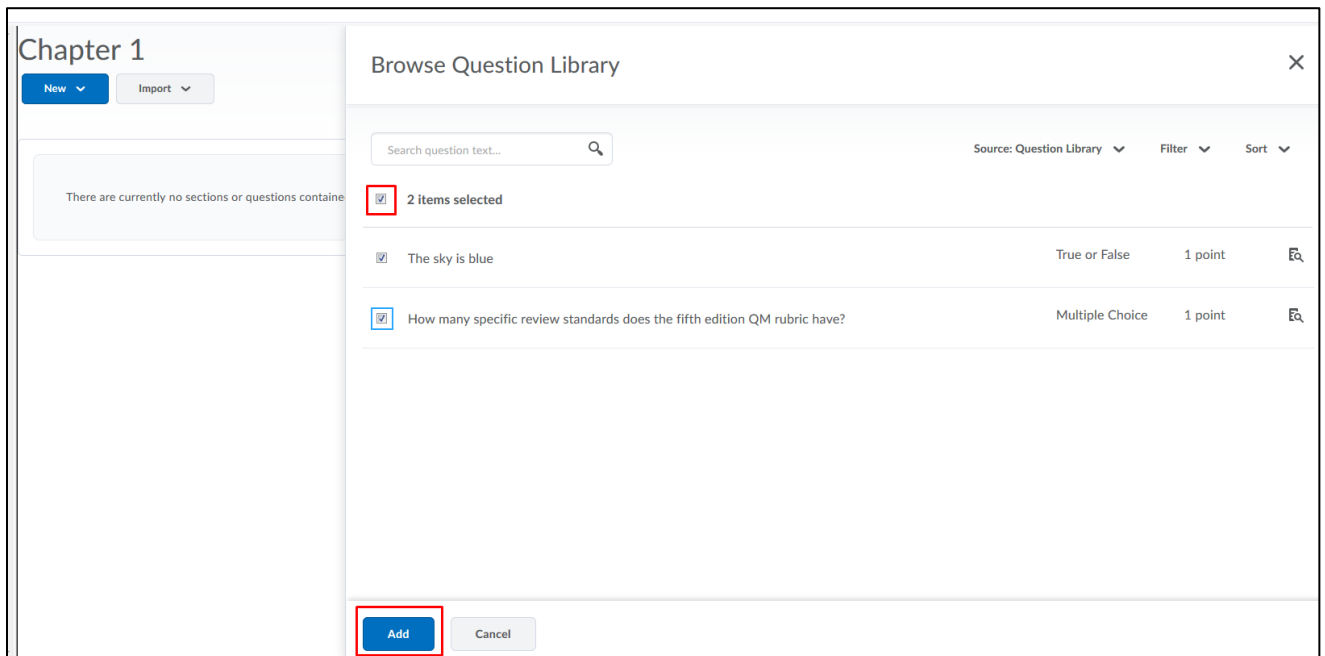 Chapter 1
New
Import
There are currently no sections or questions containe
Browse Question Library
Search question text...
Source: Question Library
Filter
Sort
2 items selected
The sky is blue True or False 1 point
How many specific review standards does the fifth edition QM rubric have? Multiple Choice 1 point
Add
Cancel